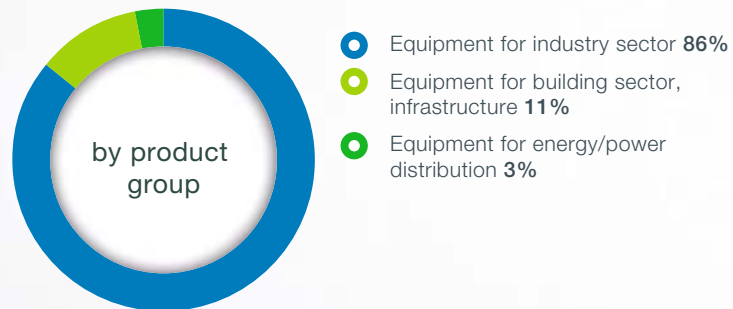 by product
group
Equipment for industry sector 86%
Equipment for building sector,
infrastructure 11%
Equipment for energy/power
distribution 3%